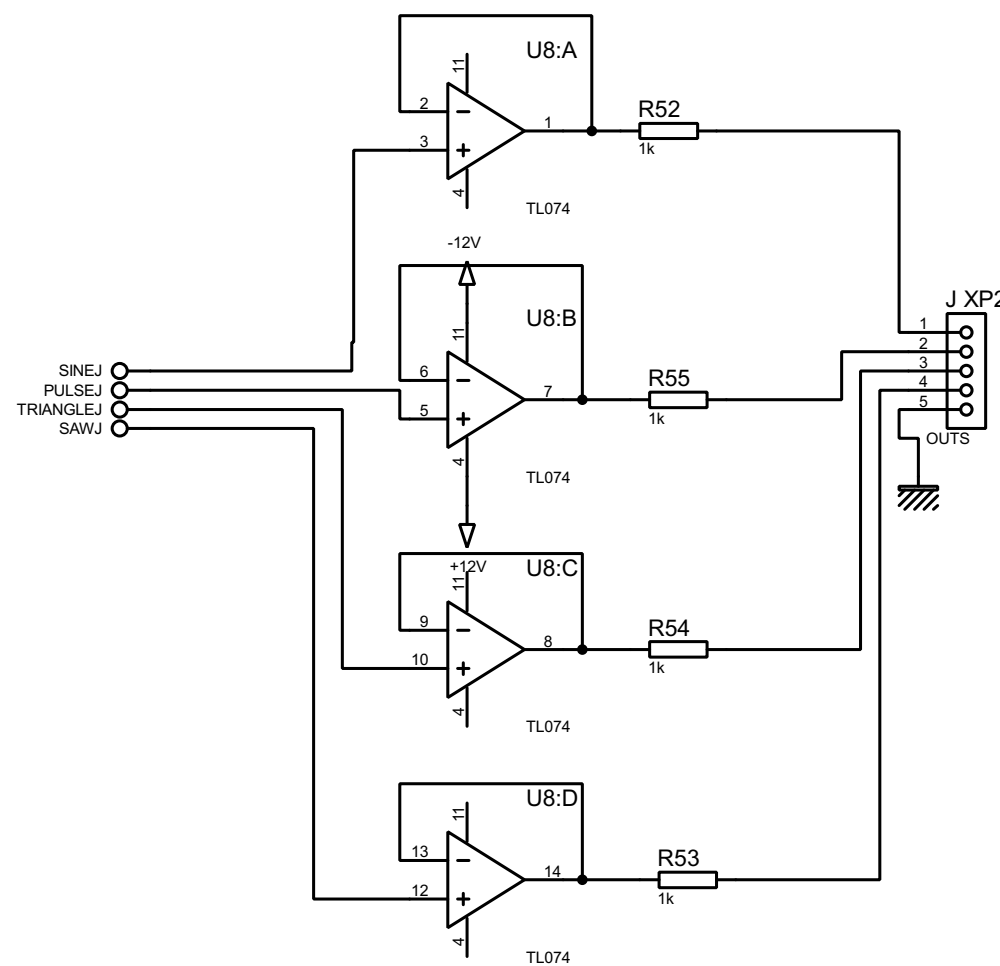 U8:A
11
2
3
1
4
TL074
R52
1k
-12V
U8:B
11
6
5
7
4
TL074
R55
1k
SINEJ
PULSEJ
TRIANGLEJ
SAWJ
J XP2
1
2
3
4
5
OUTS
+12V
U8:C
11
9
10
8
4
TL074
R54
1k
U8:D
11
13
12
14
4
TL074
R53
1k